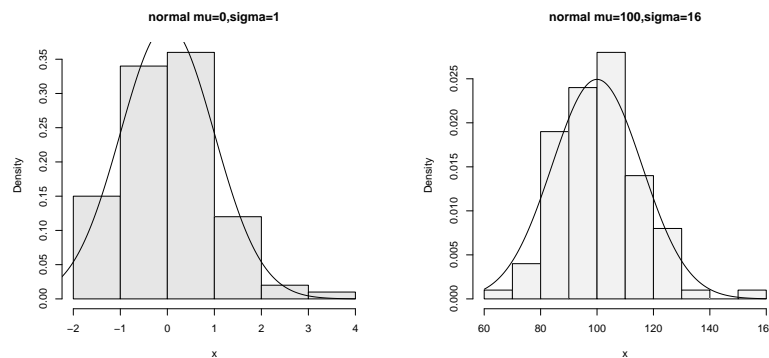 normal mu=0,sigma=1
Density
0.00 0.05 0.10 0.15 0.20 0.25 0.30 0.35
−2 −1 0 1 2 3 4
x
normal mu=100,sigma=16
Density
0.000 0.005 0.010 0.015 0.020 0.025
60 80 100 120 140 16
x